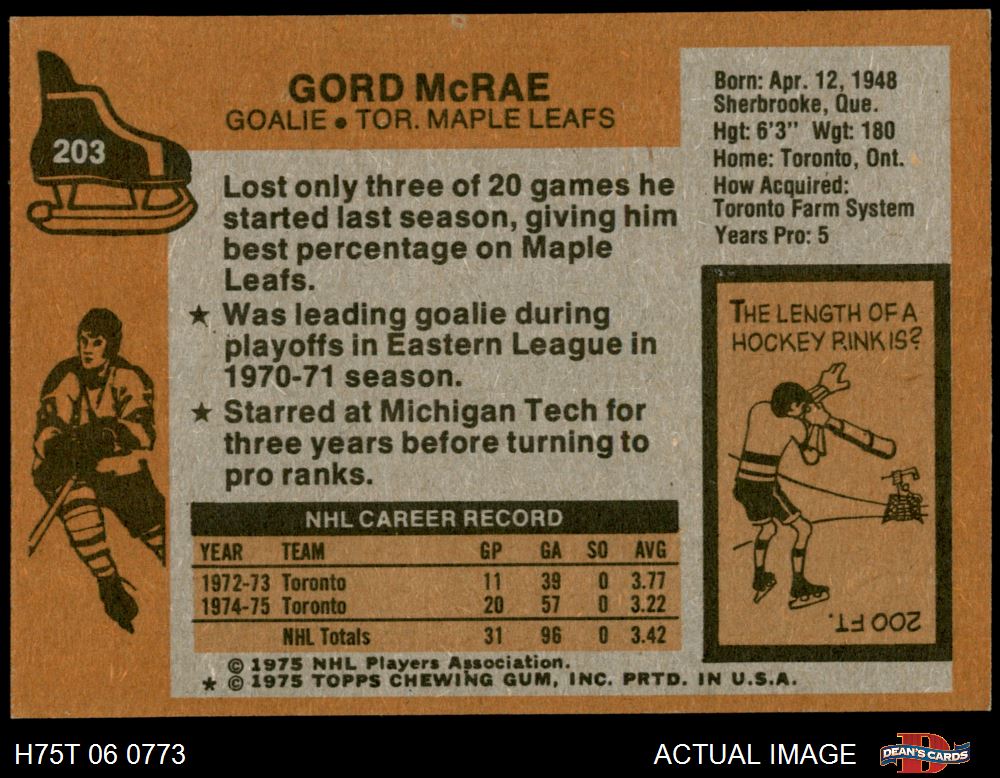 203
GORD McRAE
GOALIE • TOR. MAPLE LEAFS
Born: Apr. 12, 1948
Sherbrooke, Que.
Hgt: 6'3" Wgt: 180
Home: Toronto, Ont.
How Acquired:
Toronto Farm System
Years Pro: 5
Lost only three of 20 games he
started last season, giving him
best percentage on Maple
Leafs.
★ Was leading goalie during
playoffs in Eastern League in
1970-71 season.
★ Starred at Michigan Tech for
three years before turning to
pro ranks.
NHL CAREER RECORD
YEAR TEAM GP GA SO AVG
1972-73 Toronto 11 39 0 3.77
1974-75 Toronto 20 57 0 3.22
NHL Totals 31 96 0 3.42
© 1975 NHL Players Association.
★ © 1975 TOPPS CHEWING GUM, INC. PRTD. IN U.S.A.
THE LENGTH OF A
HOCKEY RINK IS?
200 FT.
H75T 06 0773
ACTUAL IMAGE
D
DEAN'S CARDS